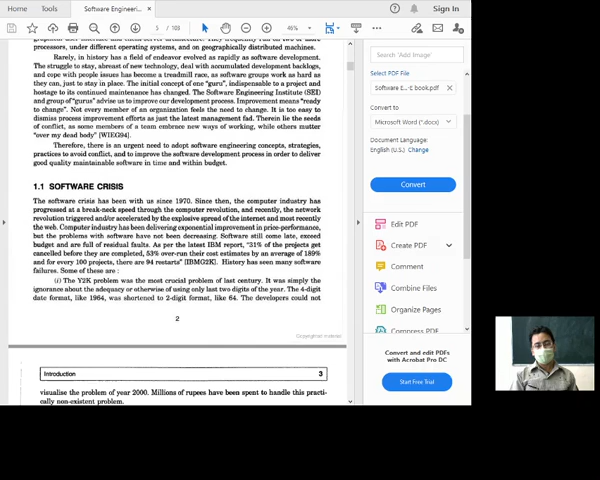 Home Tools Software Engineeri... × Sign In
5 / 103 46%
processors, under different operating systems, and on geographically distributed machines.
Rarely, in history has a field of endeavor evolved as rapidly as software development.
The struggle to stay, abreast of new technology, deal with accumulated development backlogs,
and cope with people issues has become a treadmill race, as software groups work as hard as
they can, just to stay in place. The initial concept of one "guru", indispensable to a project and
hostage to its continued maintenance has changed. The Software Engineering Institute (SEI)
and group of "gurus" advise us to improve our development process. Improvement means "ready
to change". Not every member of an organization feels the need to change. It is too easy to
dismiss process improvement efforts as just the latest management fad. Therein lie the seeds
of conflict, as some members of a team embrace new ways of working, while others mutter
"over my dead body" [WIEG94].
Therefore, there is an urgent need to adopt software engineering concepts, strategies,
practices to avoid conflict, and to improve the software development process in order to deliver
good quality maintainable software in time and within budget.
1.1 SOFTWARE CRISIS
The software crisis has been with us since 1970. Since then, the computer industry has
progressed at a break-neck speed through the computer revolution, and recently, the network
revolution triggered and/or accelerated by the explosive spread of the internet and most recently
the web. Computer industry has been delivering exponential improvement in price-performance,
but the problems with software have not been decreasing. Software still come late, exceed
budget and are full of residual faults. As per the latest IBM report, "31% of the projects get
cancelled before they are completed, 53% over-run their cost estimates by an average of 189%
and for every 100 projects, there are 94 restarts" [IBMG2K]. History has seen many software
failures. Some of these are :
(i) The Y2K problem was the most crucial problem of last century. It was simply the
ignorance about the adequacy or otherwise of using only last two digits of the year. The 4-digit
date format, like 1964, was shortened to 2-digit format, like 64. The developers could not
2
Copyrighted material
Introduction 3
visualise the problem of year 2000. Millions of rupees have been spent to handle this practi-
cally non-existent problem.
Search 'Add Image'
Select PDF File
Software E...-C book.pdf ×
Convert to
Microsoft Word (*.docx)
Document Language:
English (U.S.) Change
Convert
Edit PDF
Create PDF
Comment
Combine Files
Organize Pages
Compress PDF
Convert and edit PDFs
with Acrobat Pro DC
Start Free Trial